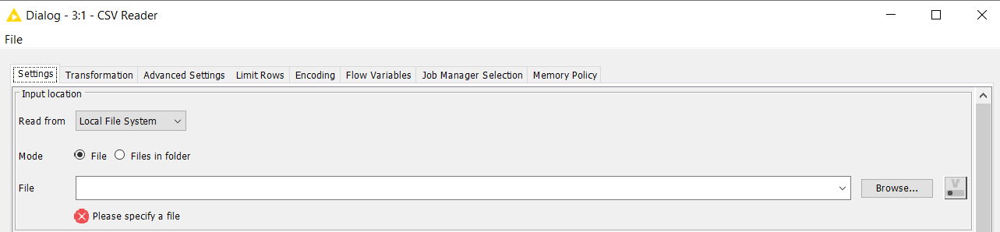 Dialog - 3:1 - CSV Reader
File
Settings Transformation Advanced Settings Limit Rows Encoding Flow Variables Job Manager Selection Memory Policy
Input location
Read from Local File System
Mode File Files in folder
File Browse... V
Please specify a file